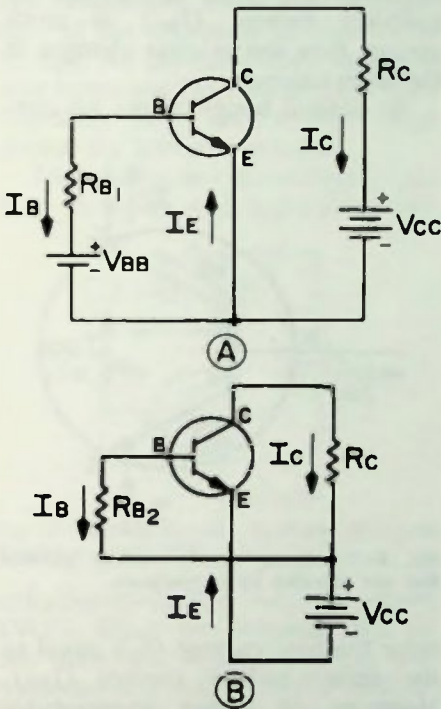 C
RC
B
IC
E
IB
RB1
IE
+
VCC
-
+
VBB
-
A
C
B
IC
RC
E
IB
RB2
+
IE
VCC
-
B